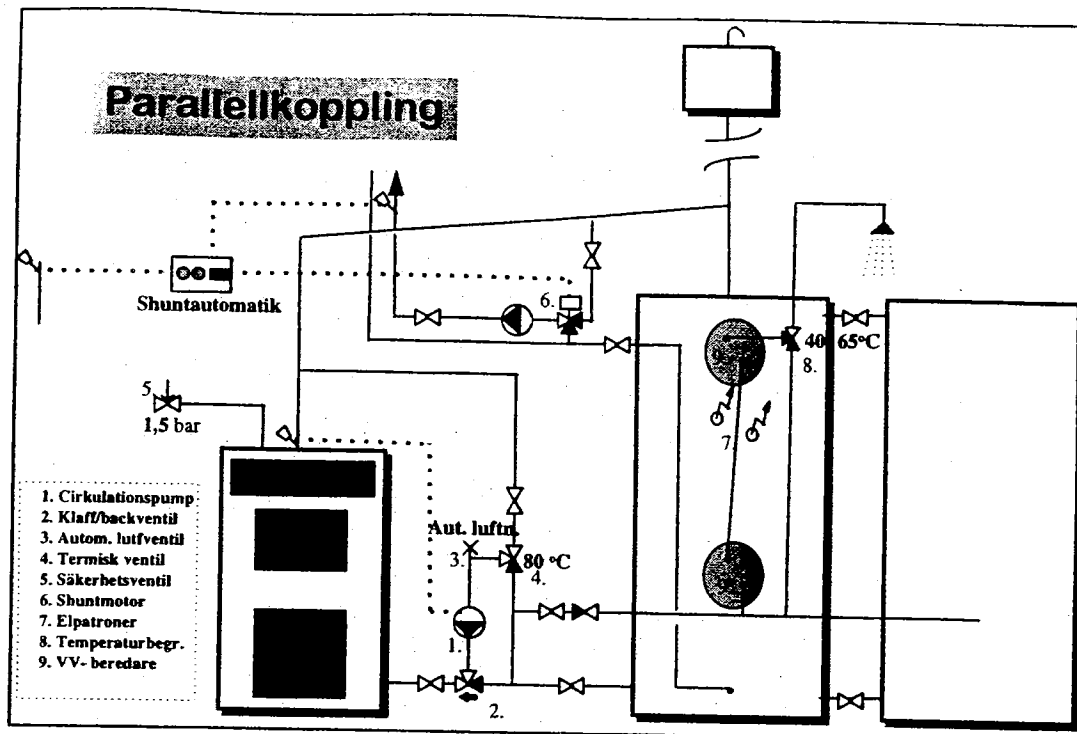 Parallellkoppling
Shuntautomatik
6.
40 65°C
8.
5.
1,5 bar
7.
1. Cirkulationspump
2. Klaff/backventil
3. Autom. lutfventil
4. Termisk ventil
5. Säkerhetsventil
6. Shuntmotor
7. Elpatroner
8. Temperaturbegr.
9. VV- beredare
Aut. luftn.
3.
80 °C
4.
1.
2.